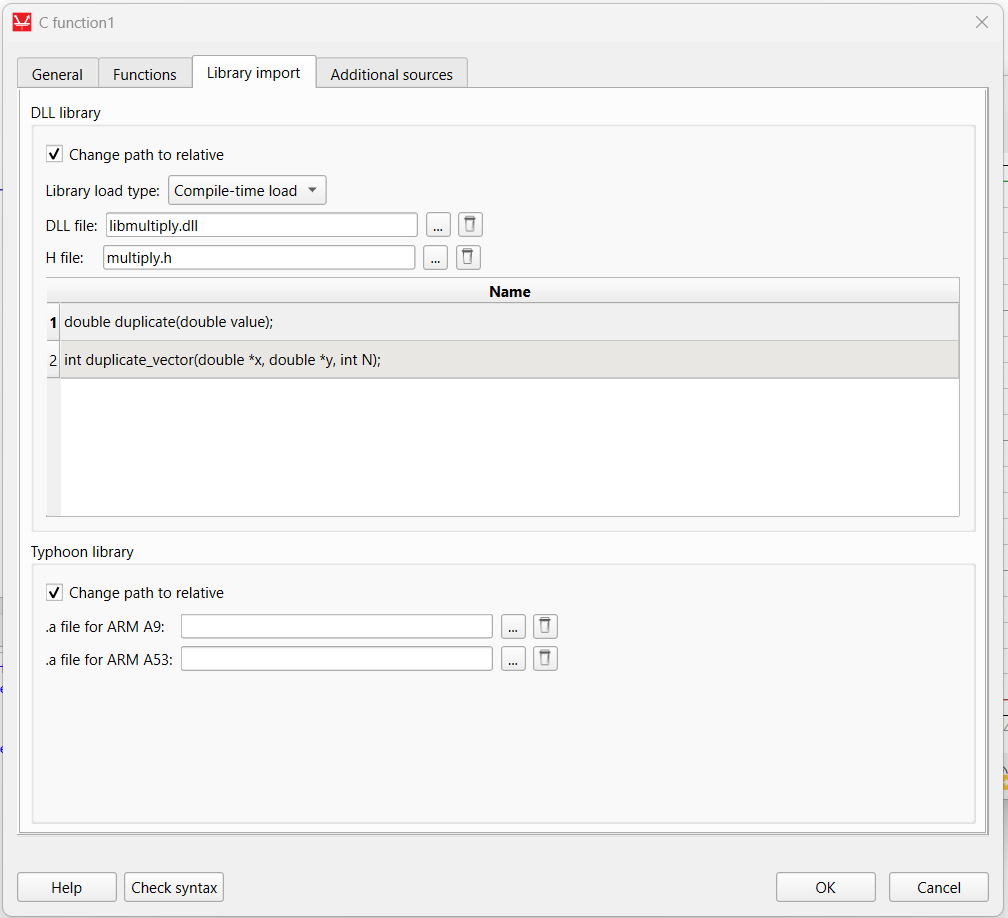 C function1
General Functions Library import Additional sources
DLL library
Change path to relative
Library load type: Compile-time load
DLL file: libmultiply.dll ...
H file: multiply.h ...
Name
1 double duplicate(double value);
2 int duplicate_vector(double *x, double *y, int N);
Typhoon library
Change path to relative
.a file for ARM A9: ...
.a file for ARM A53: ...
Help Check syntax OK Cancel